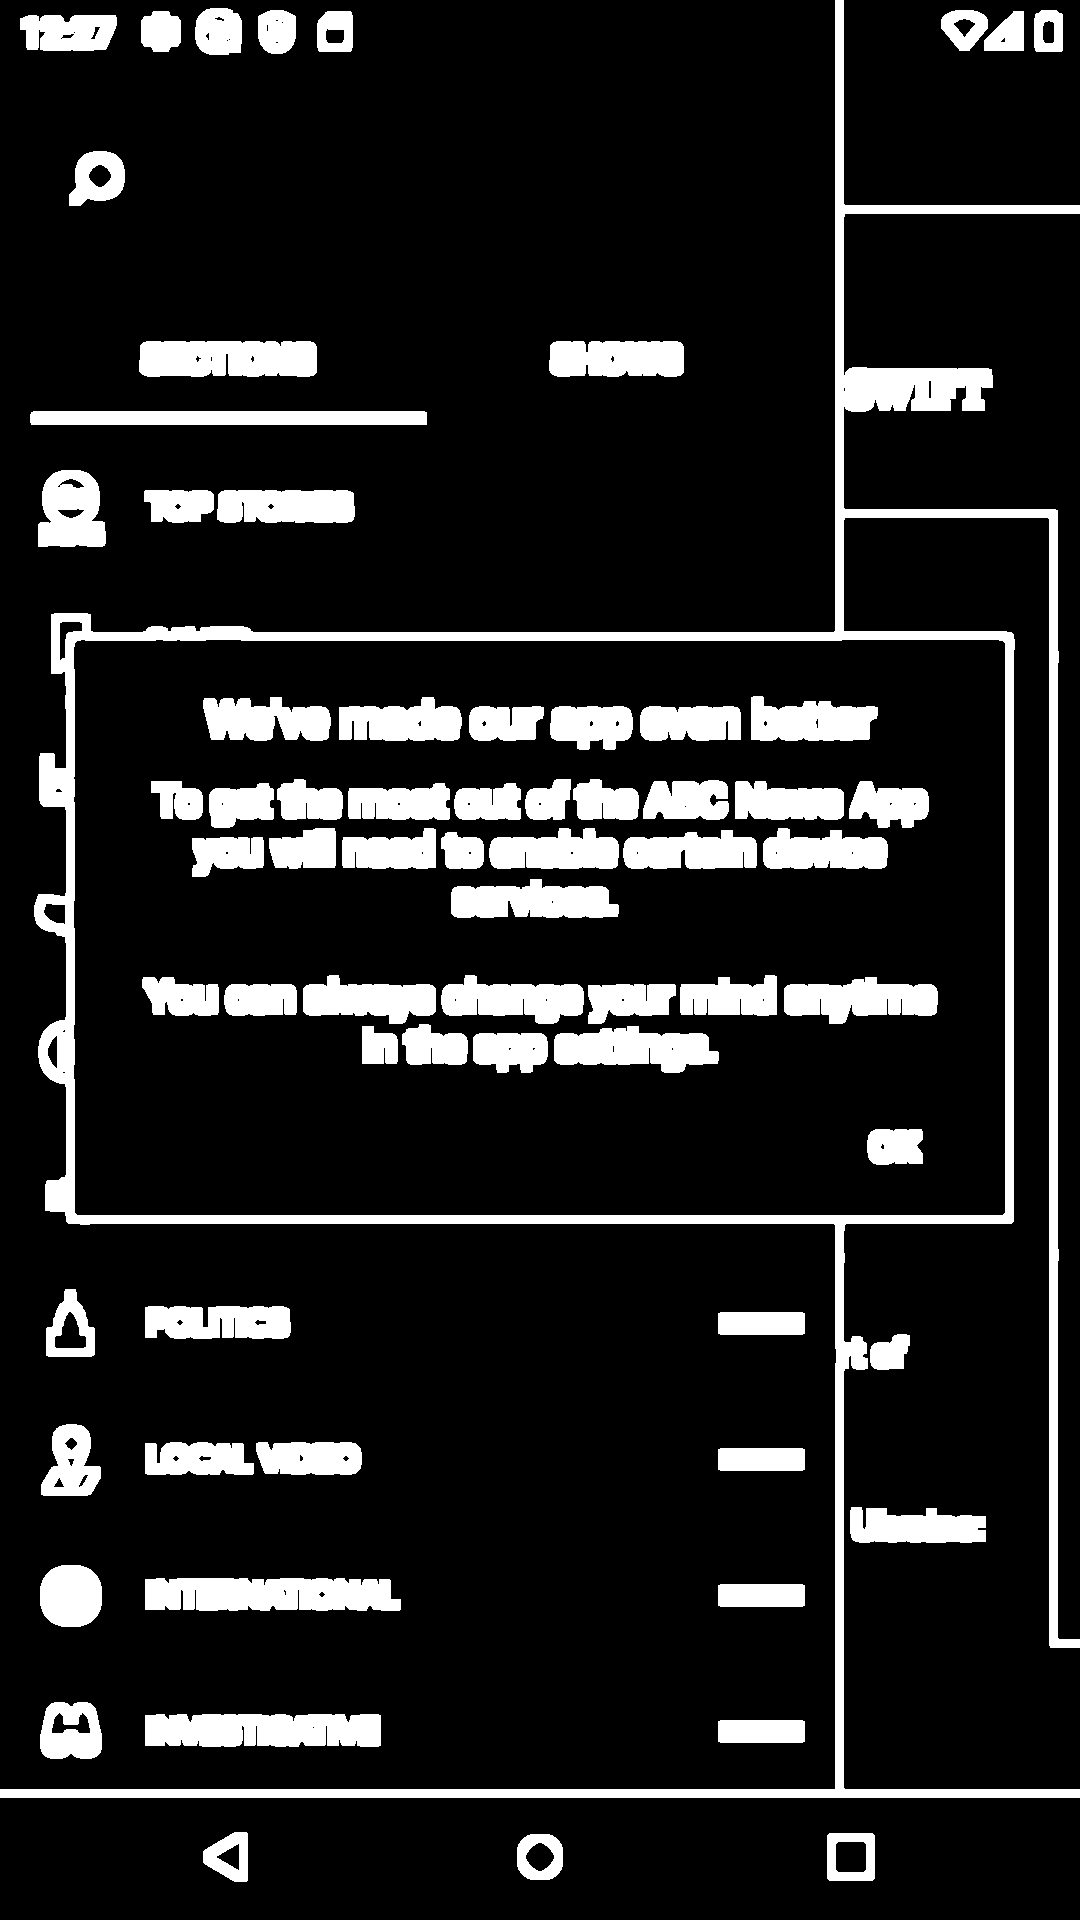 12:27
SECTIONS
SHOWS
SWIFT
TOP STORIES
We've made our app even better
To get the most out of the ABC News App
you will need to enable certain device
services.
You can always change your mind anytime
in the app settings.
OK
POLITICS
rt of
LOCAL VIDEO
Ukraine:
INTERNATIONAL
INVESTIGATIVE